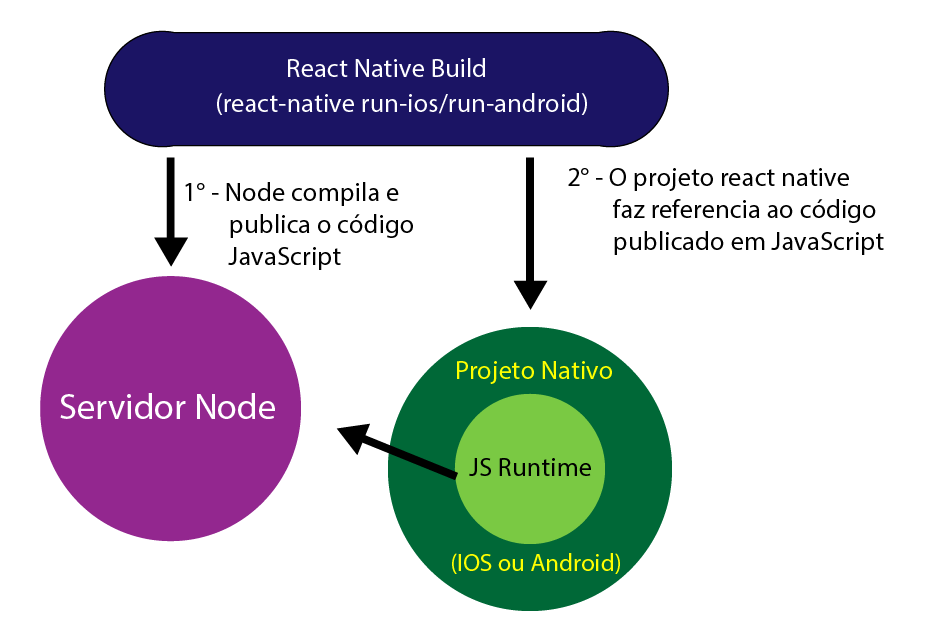 React Native Build
(react-native run-ios/run-android)
1° - Node compila e
publica o código
JavaScript
2° - O projeto react native
faz referencia ao código
publicado em JavaScript
Servidor Node
Projeto Nativo
JS Runtime
(IOS ou Android)